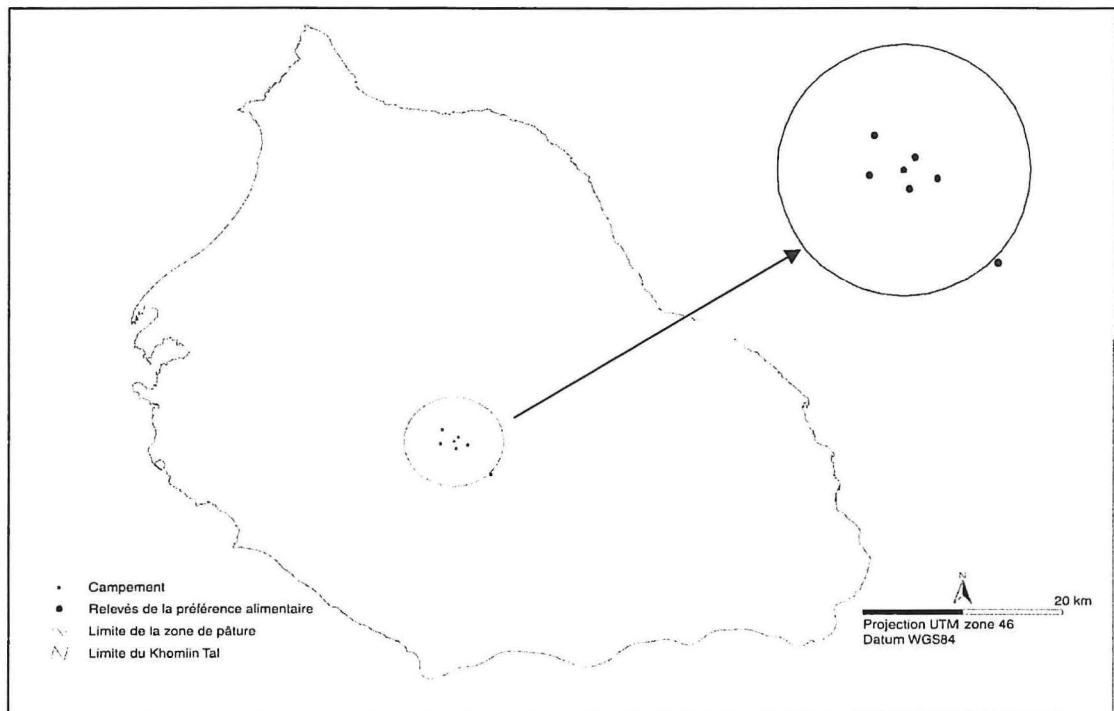 Campement
Relevés de la préférence alimentaire
Limite de la zone de pâture
Limite du Khomiin Tal
N
20 km
Projection UTM zone 46
Datum WGS84